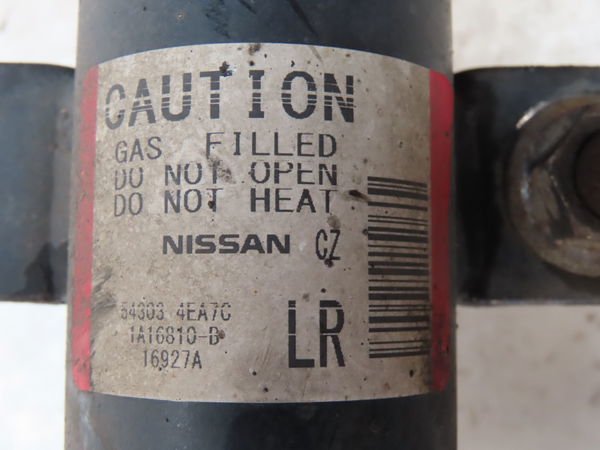 CAUTION
GAS FILLED
DO NOT OPEN
DO NOT HEAT
NISSAN CZ
54303 4EA7C
1A16810-B
16927A
LR